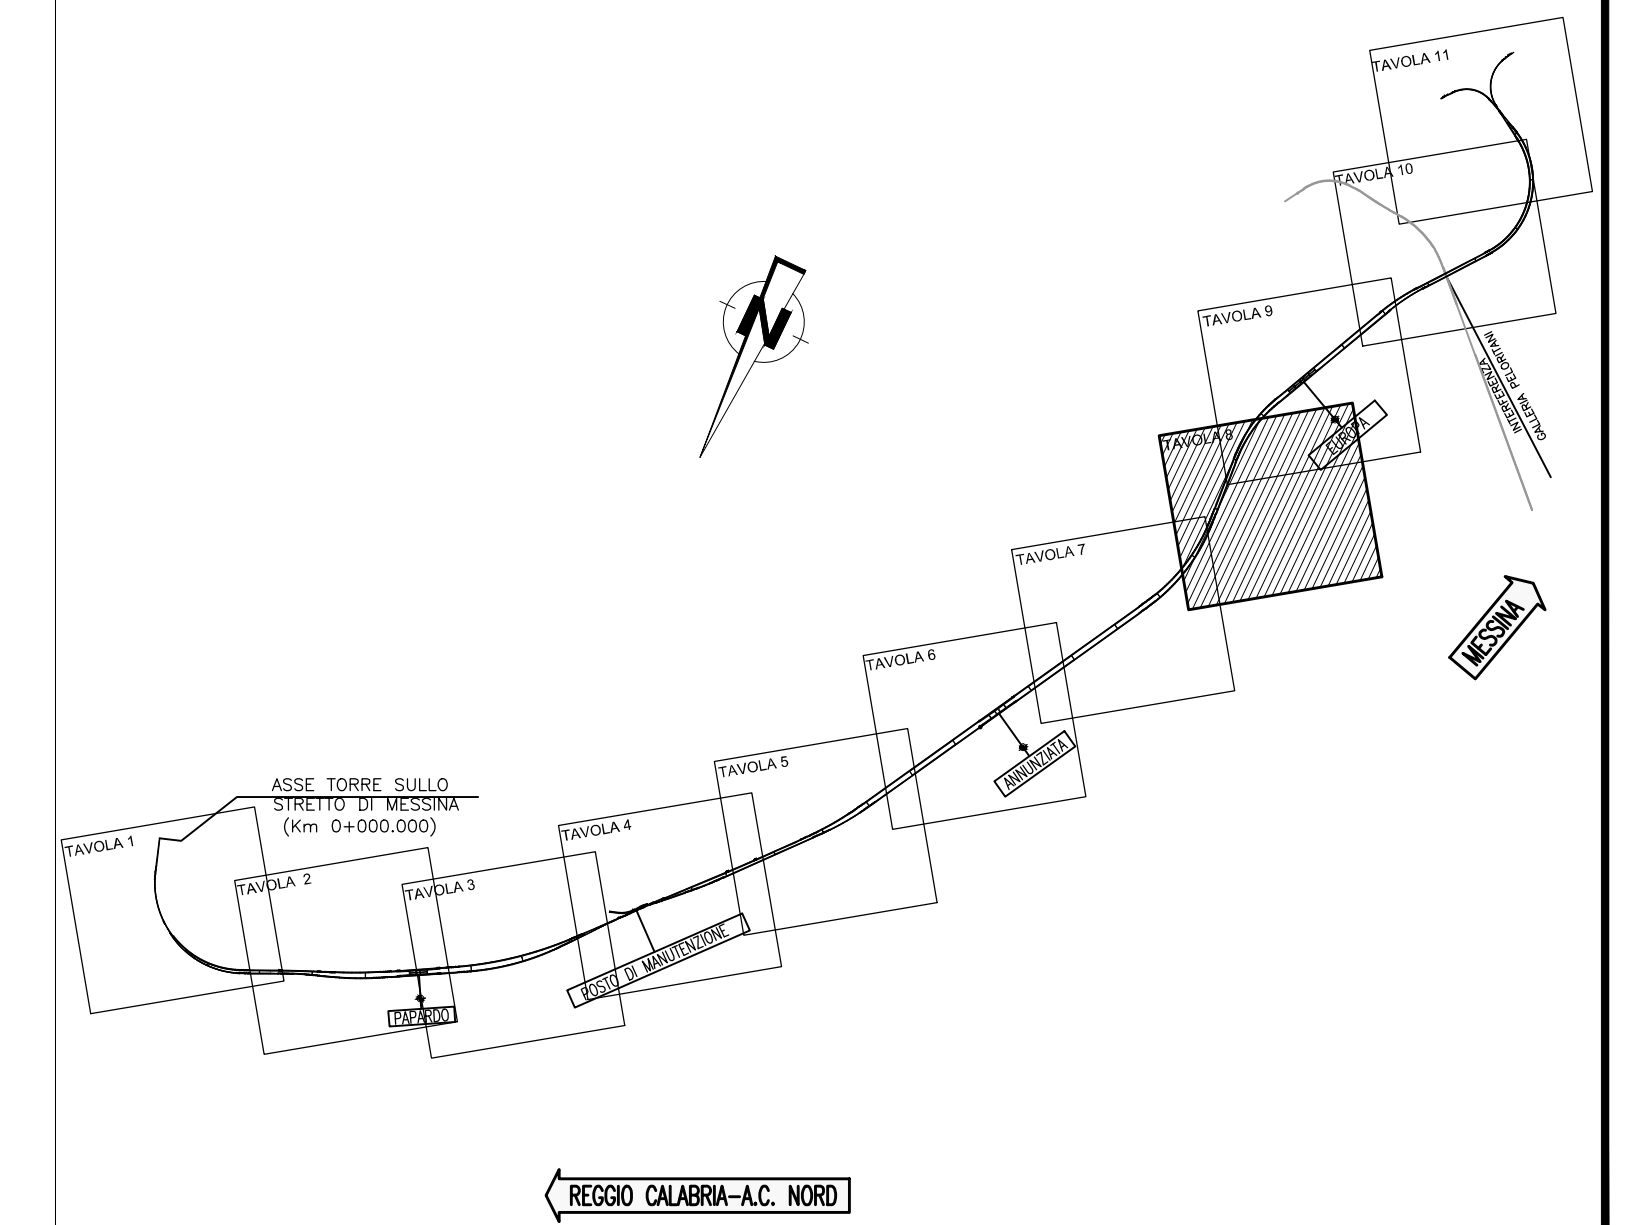 TAVOLA 11
TAVOLA 10
TAVOLA 9
N
INTERFERENZA
GALLERIA PELORITANI
EUROPA
TAVOLA 8
TAVOLA 7
MESSINA
TAVOLA 6
ANNUNZIATA
TAVOLA 5
ASSE TORRE SULLO
STRETTO DI MESSINA
(Km 0+000.000)
TAVOLA 4
TAVOLA 1
TAVOLA 2
TAVOLA 3
POSTO DI MANUTENZIONE
PAPARDO
REGGIO CALABRIA-A.C. NORD